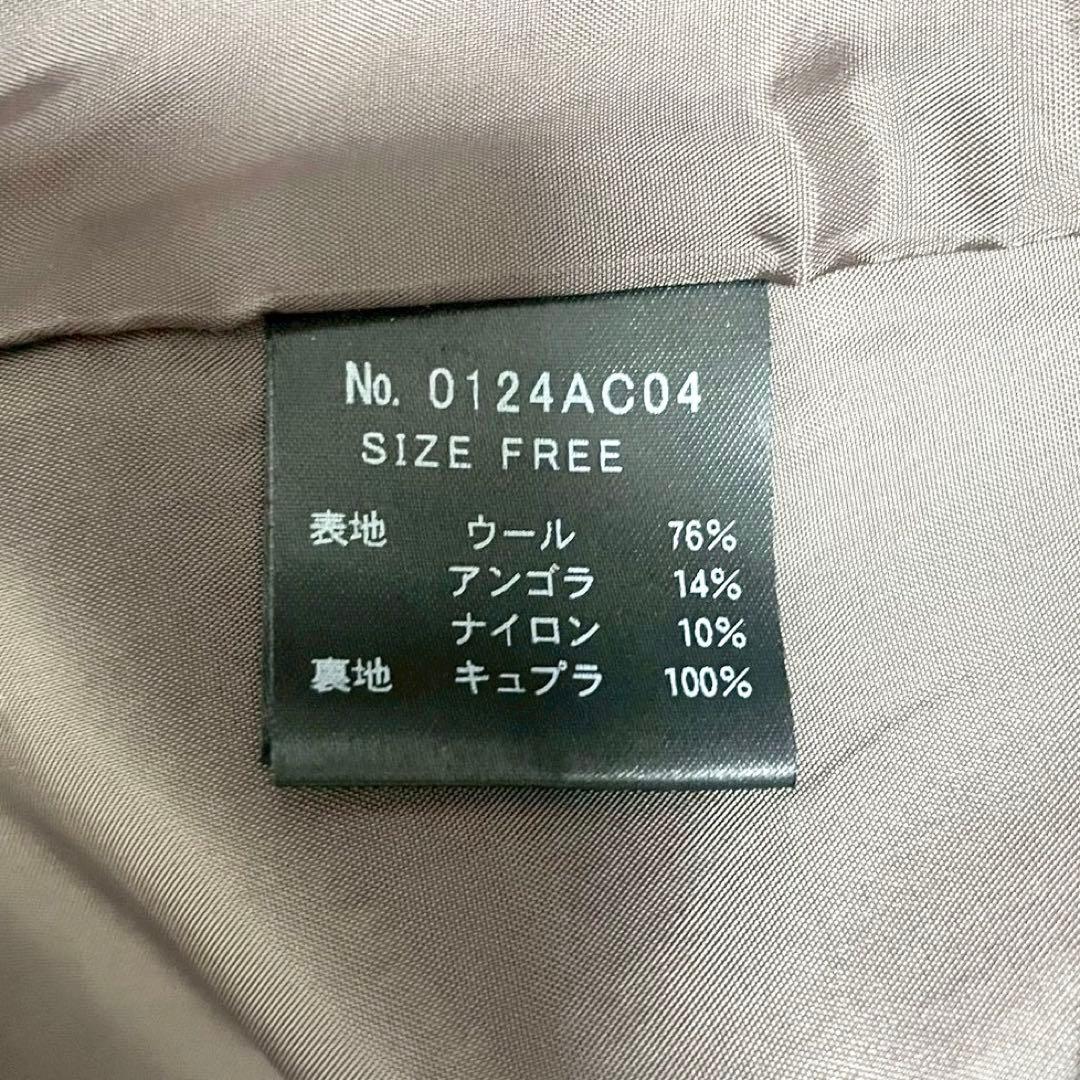 No. 0124AC04
SIZE FREE
表地 ウール 76%
アンゴラ 14%
ナイロン 10%
裏地 キュプラ 100%